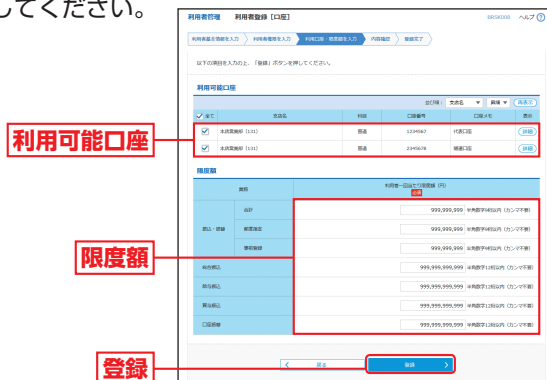 してください。
利用者管理 利用者登録［口座］ BRSK008 ヘルプ ?
利用者基本情報を入力 利用者権限を入力 利用口座・限度額を入力 内容確認 登録完了
以下の項目を入力の上、「登録」ボタンを押してください。
利用可能口座
並び順： 支店名 ▼ 昇順 ▼ 再表示
全て 支店名 科目 口座番号 口座メモ 表示
本店営業部（131） 普通 1234567 代表口座 詳細
本店営業部（131） 普通 2345678 詳細
利用可能口座
限度額
業務 利用者一回当たり限度額（円）
必須
振込・振替 合計 999,999,999 半角数字9桁以内（カンマ不要）
都度指定 999,999,999 半角数字9桁以内（カンマ不要）
事前登録 999,999,999 半角数字9桁以内（カンマ不要）
限度額
総合振込 999,999,999,999 半角数字12桁以内（カンマ不要）
給与振込 999,999,999,999 半角数字12桁以内（カンマ不要）
賞与振込 999,999,999,999 半角数字12桁以内（カンマ不要）
口座振替 999,999,999,999 半角数字12桁以内（カンマ不要）
登録
戻る 登録